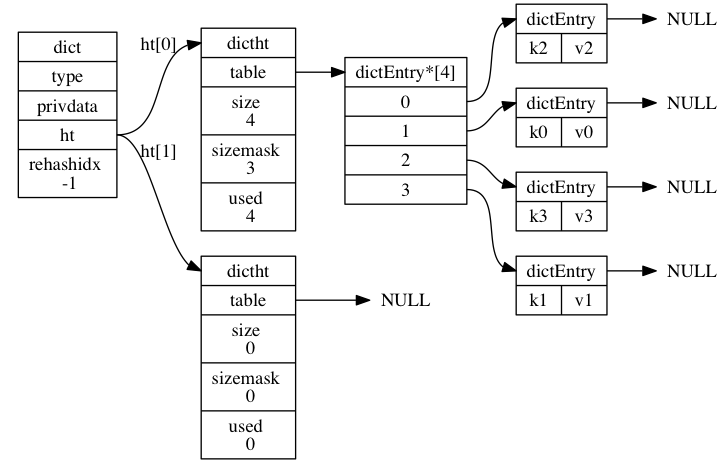 dict
type
privdata
ht
rehashidx
-1
ht[0]
ht[1]
dictht
table
size
4
sizemask
3
used
4
dictht
table
size
0
sizemask
0
used
0
NULL
dictEntry*[4]
0
1
2
3
dictEntry
k2 v2
NULL
dictEntry
k0 v0
NULL
dictEntry
k3 v3
NULL
dictEntry
k1 v1
NULL